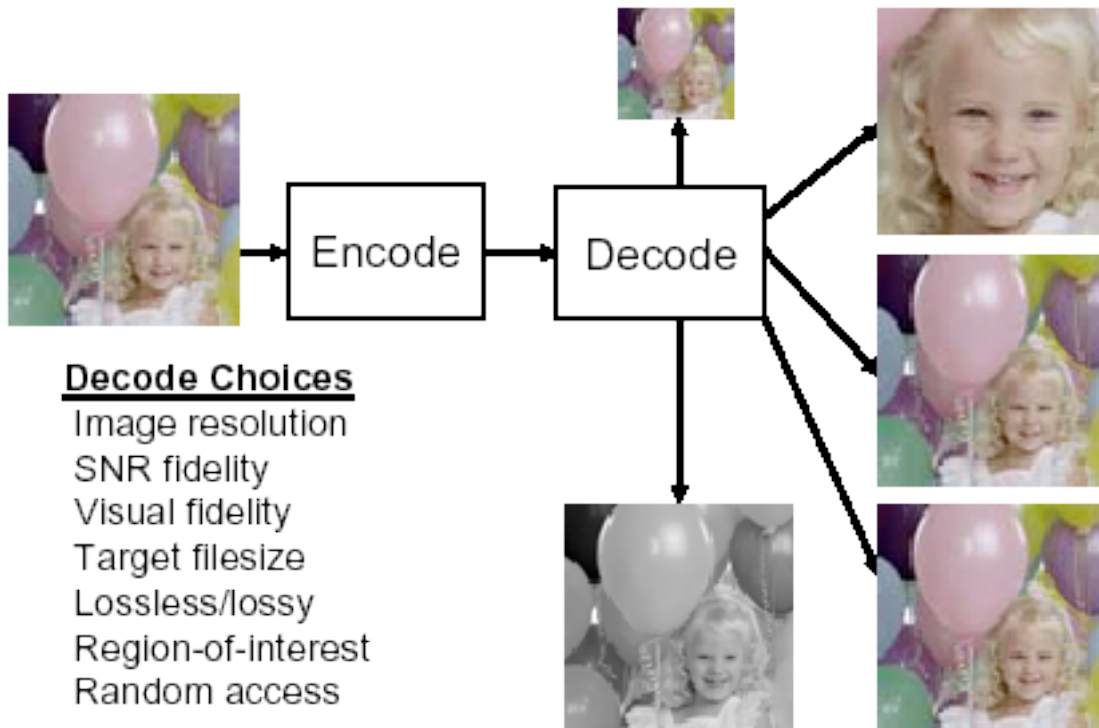 Encode
Decode
Decode Choices
Image resolution
SNR fidelity
Visual fidelity
Target filesize
Lossless/lossy
Region-of-interest
Random access